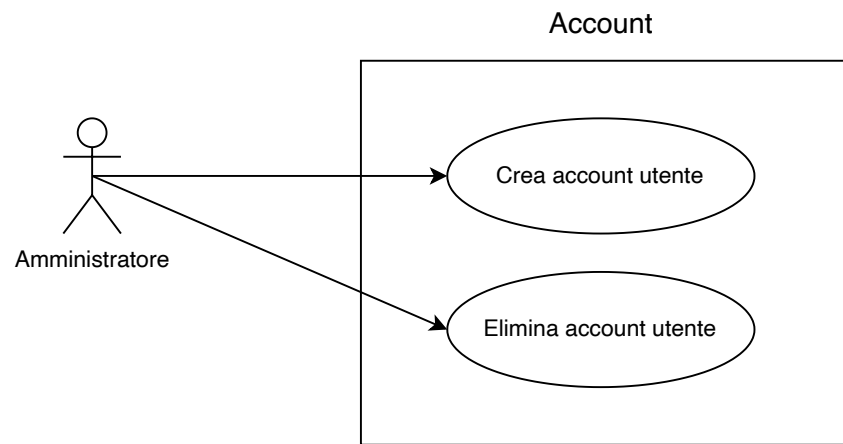 Account
Crea account utente
Amministratore
Elimina account utente